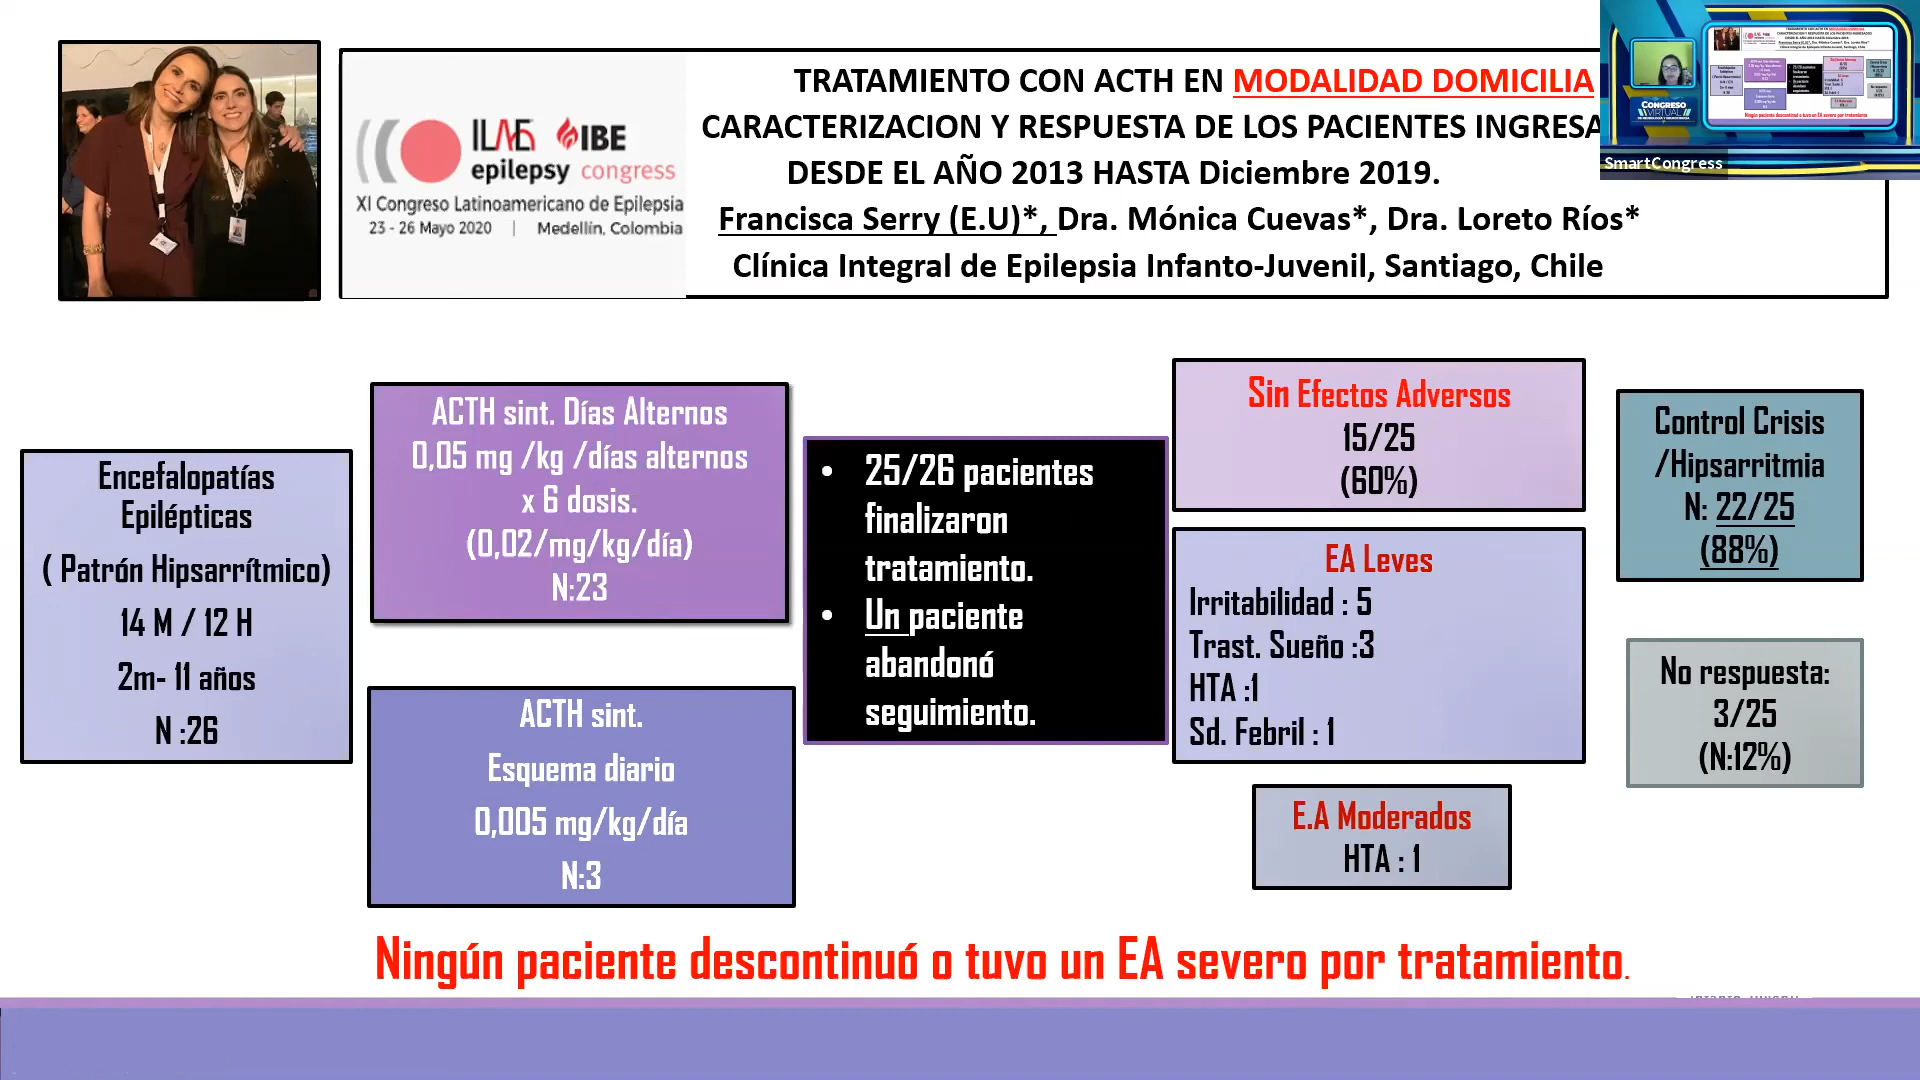 TRATAMIENTO CON ACTH EN MODALIDAD DOMICILIA
CARACTERIZACION Y RESPUESTA DE LOS PACIENTES INGRESA
DESDE EL AÑO 2013 HASTA Diciembre 2019.
Francisca Serry (E.U)*, Dra. Mónica Cuevas*, Dra. Loreto Ríos*
Clínica Integral de Epilepsia Infanto-Juvenil, Santiago, Chile
ILAE IBE
epilepsy congress
XI Congreso Latinoamericano de Epilepsia
23 - 26 Mayo 2020 | Medellín, Colombia
CONGRESO
VIRTUAL
SmartCongress
Encefalopatías
Epilépticas
( Patrón Hipsarrítmico)
14 M / 12 H
2m- 11 años
N :26
ACTH sint. Días Alternos
0,05 mg /kg /días alternos
x 6 dosis.
(0,02/mg/kg/día)
N:23
ACTH sint.
Esquema diario
0,005 mg/kg/día
N:3
• 25/26 pacientes
finalizaron
tratamiento.
• Un paciente
abandonó
seguimiento.
Sin Efectos Adversos
15/25
(60%)
EA Leves
Irritabilidad : 5
Trast. Sueño :3
HTA :1
Sd. Febril : 1
E.A Moderados
HTA : 1
Control Crisis
/Hipsarritmia
N: 22/25
(88%)
No respuesta:
3/25
(N:12%)
Ningún paciente descontinuó o tuvo un EA severo por tratamiento.